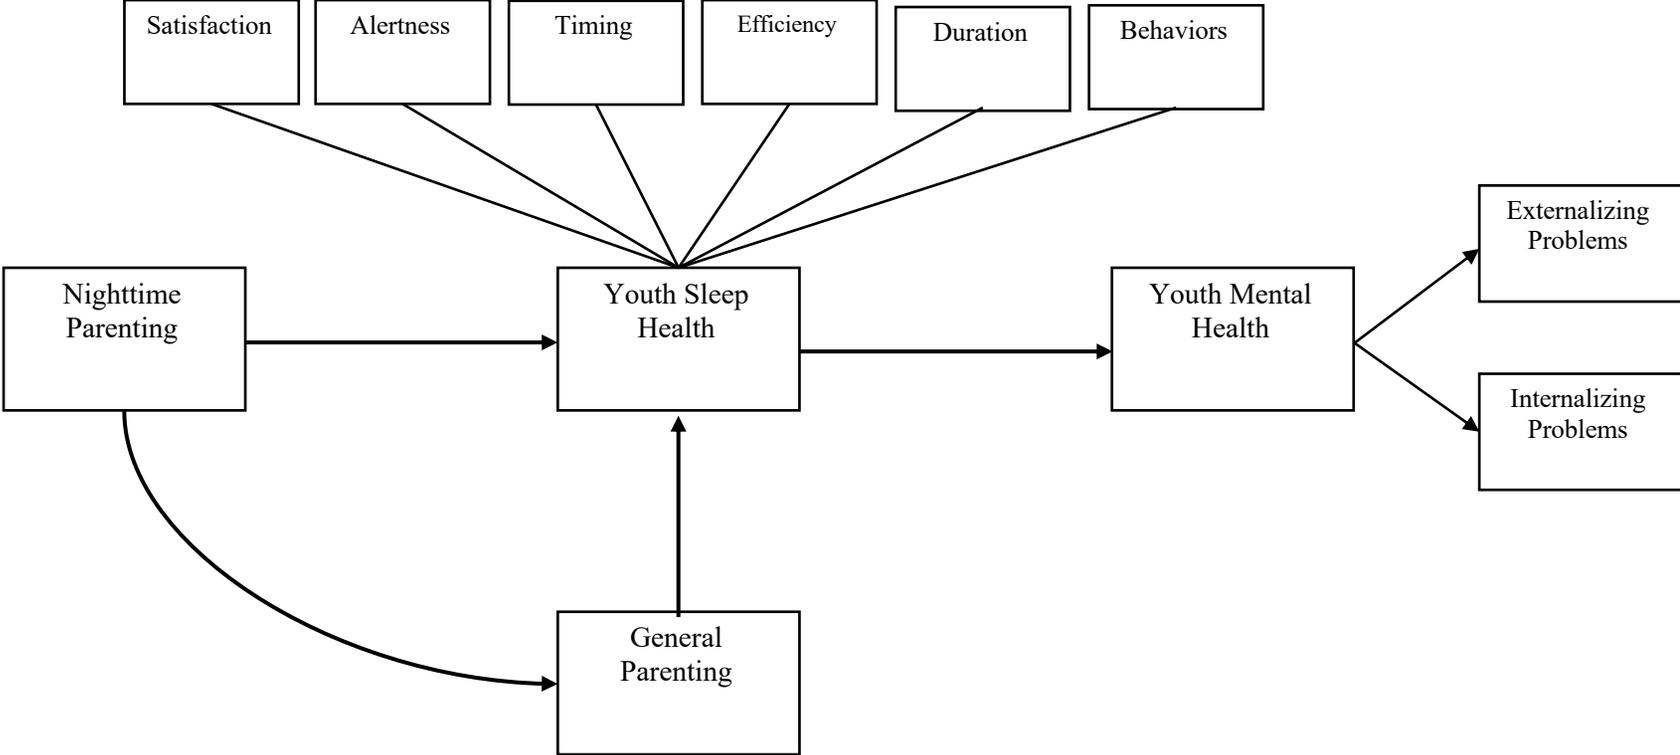 Satisfaction
Alertness
Timing
Efficiency
Duration
Behaviors
Externalizing
Problems
Nighttime
Parenting
Youth Sleep
Health
Youth Mental
Health
Internalizing
Problems
General
Parenting